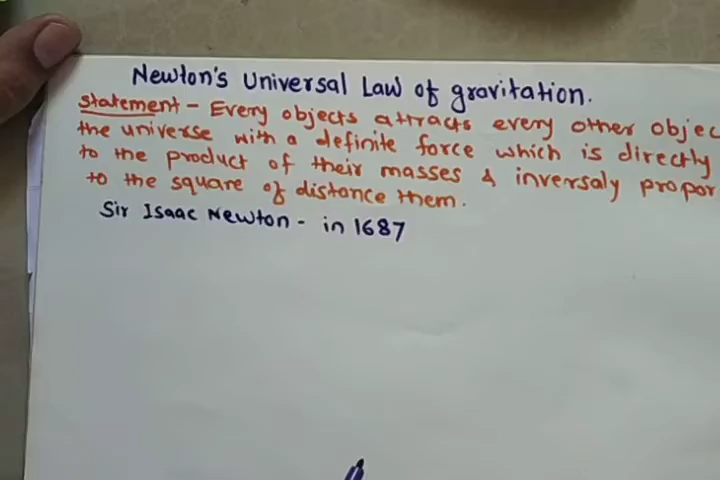 Newton's Universal Law of gravitation.
Statement - Every objects attracts every other objec
the universe with a definite force which is directly
to the product of their masses & inversaly propor
to the square of distance them.
Sir Isaac Newton - in 1687